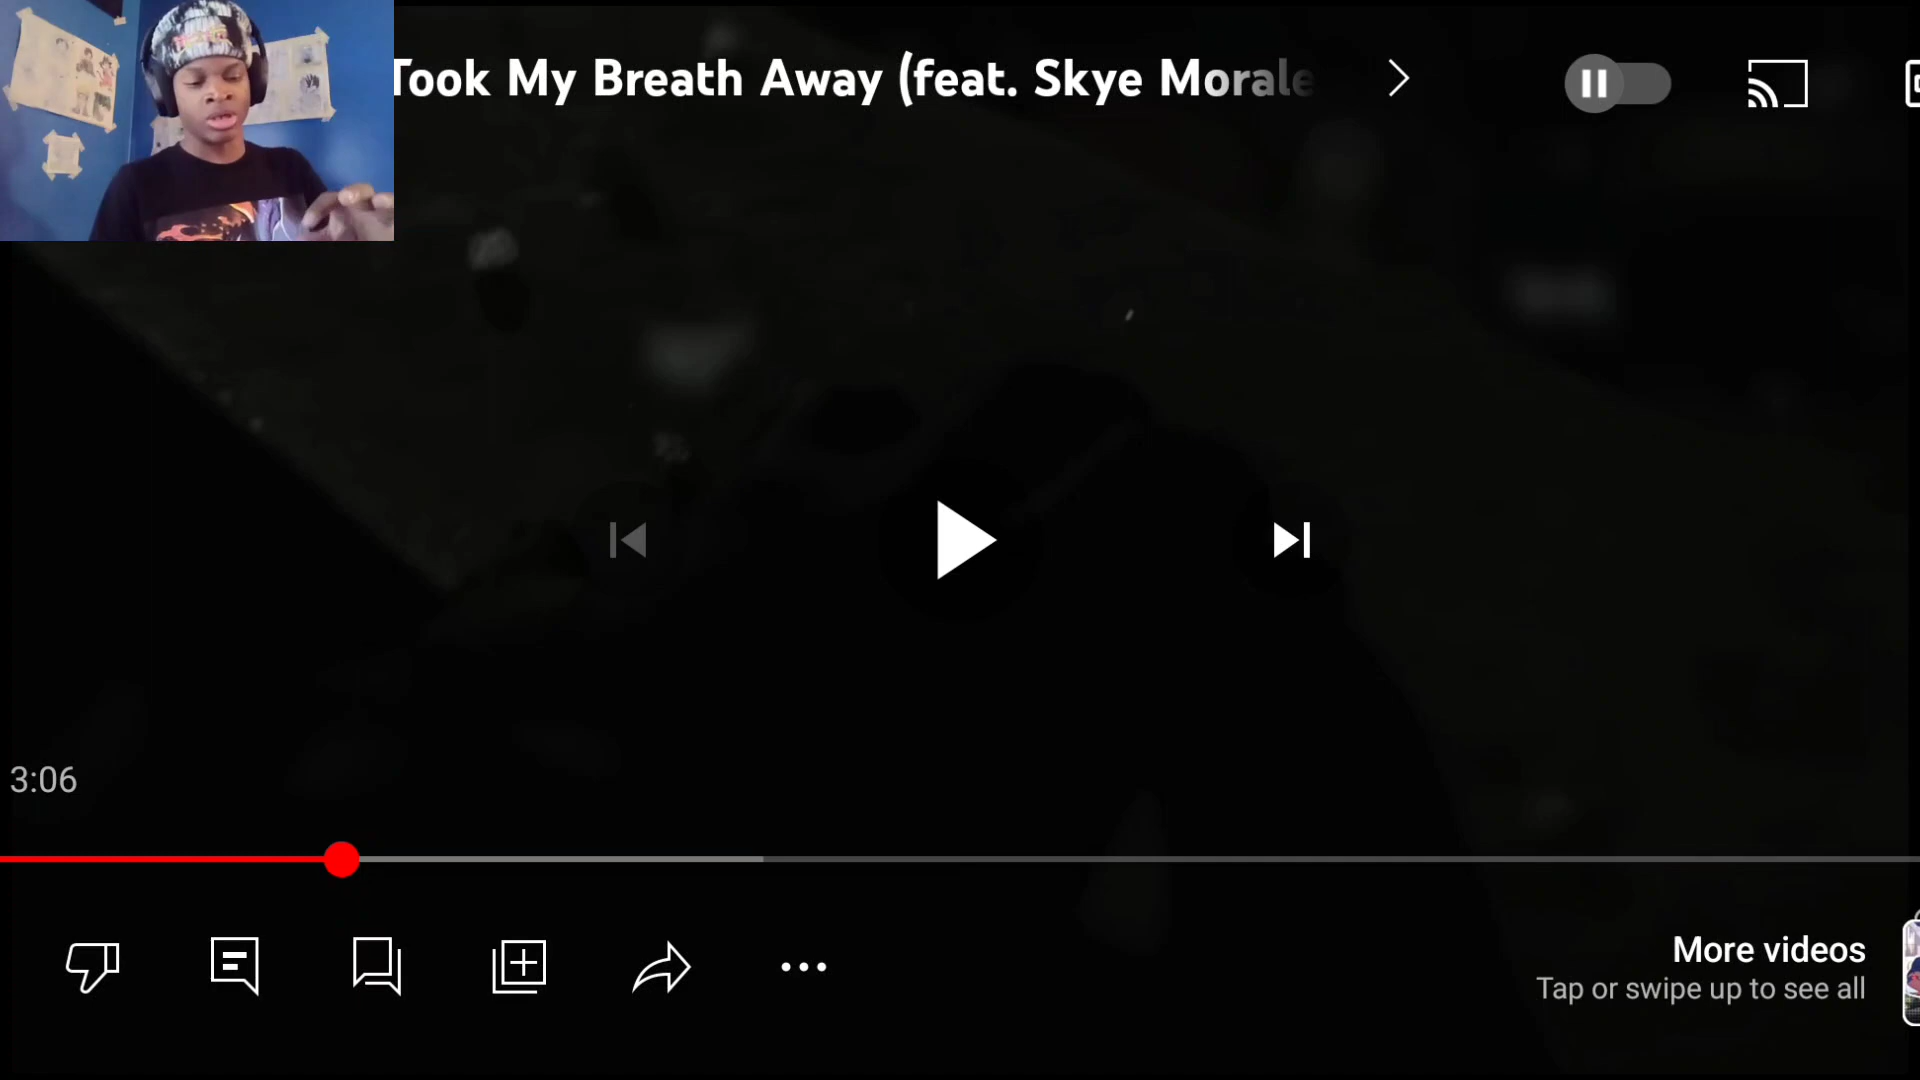 Took My Breath Away (feat. Skye Morale
3:06
More videos
Tap or swipe up to see all